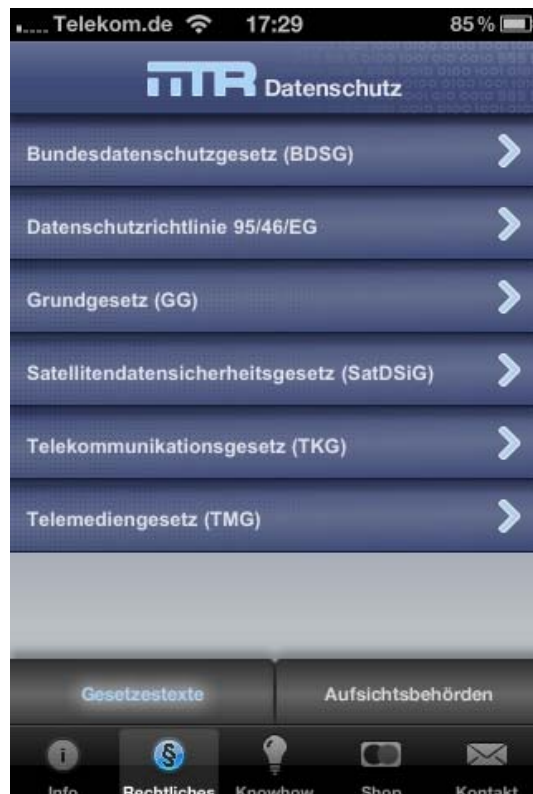 Telekom.de 17:29 85 %
Datenschutz
Bundesdatenschutzgesetz (BDSG)
Datenschutzrichtlinie 95/46/EG
Grundgesetz (GG)
Satellitendatensicherheitsgesetz (SatDSiG)
Telekommunikationsgesetz (TKG)
Telemediengesetz (TMG)
Gesetzestexte Aufsichtsbehörden
Info Rechtliches Knowhow Shop Kontakt